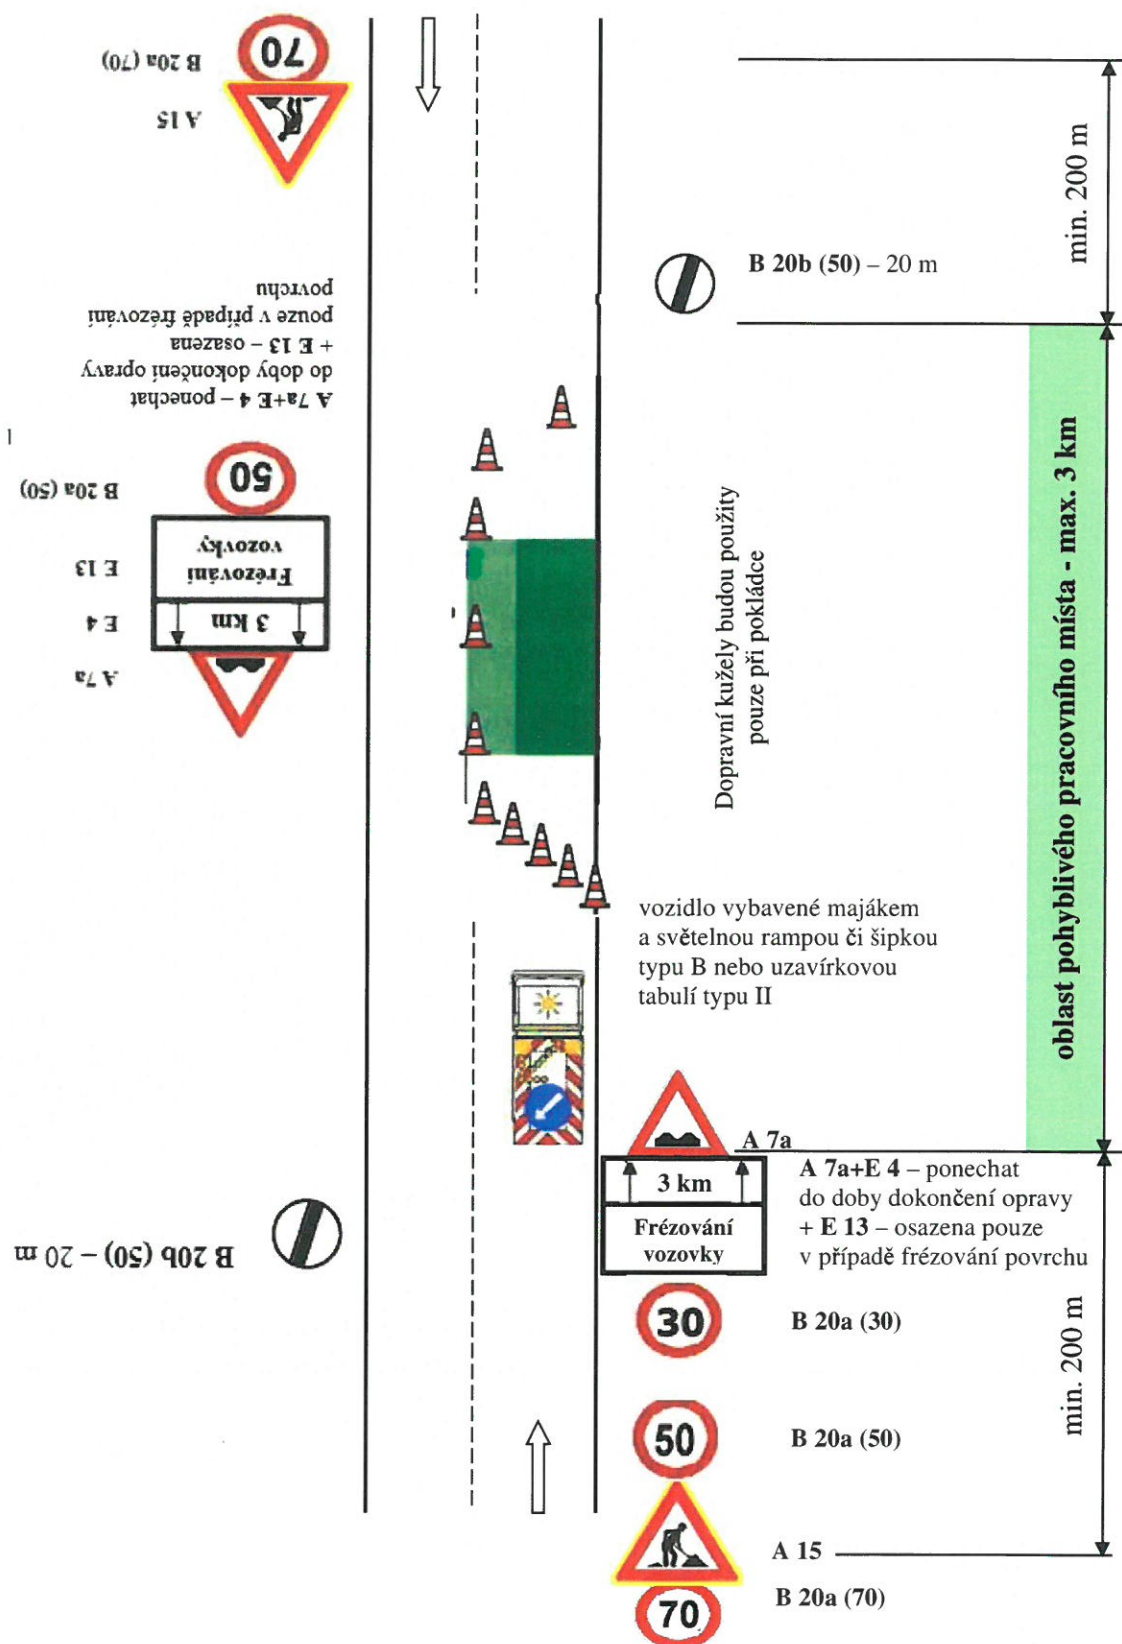 70
B 20a (70)
A 15
min. 200 m
B 20b (50) – 20 m
A 7a+E 4 – ponechat
do doby dokončení opravy
+ E 13 – osazena
pouze v případě frézování
povrchu
50
B 20a (50)
Frézování
vozovky
E 13
3 km
E 4
A 7a
Dopravní kužely budou použity
pouze při pokládce
oblast pohyblivého pracovního místa - max. 3 km
vozidlo vybavené majákem
a světelnou rampou či šipkou
typu B nebo uzavírkovou
tabulí typu II
A 7a
3 km
Frézování
vozovky
A 7a+E 4 – ponechat
do doby dokončení opravy
+ E 13 – osazena pouze
v případě frézování povrchu
B 20b (50) – 20 m
30
B 20a (30)
min. 200 m
50
B 20a (50)
A 15
70
B 20a (70)